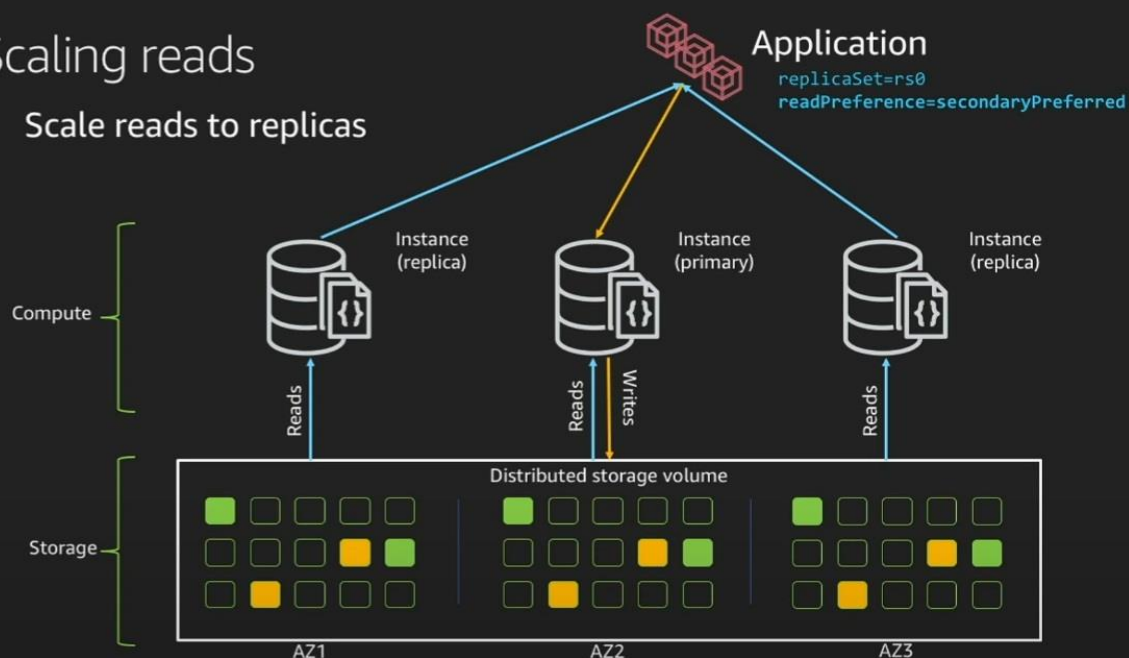 Scaling reads
Scale reads to replicas
Application
replicaSet=rs0
readPreference=secondaryPreferred
Compute
Instance
(replica)
Instance
(primary)
Instance
(replica)
Reads
Reads
Writes
Reads
Storage
Distributed storage volume
AZ1
AZ2
AZ3